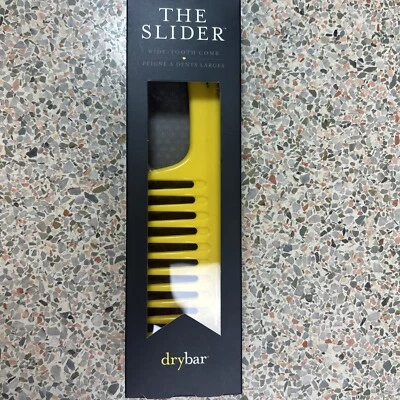 THE
SLIDER
WIDE-TOOTH COMB
PEIGNE À DENTS LARGES
drybar